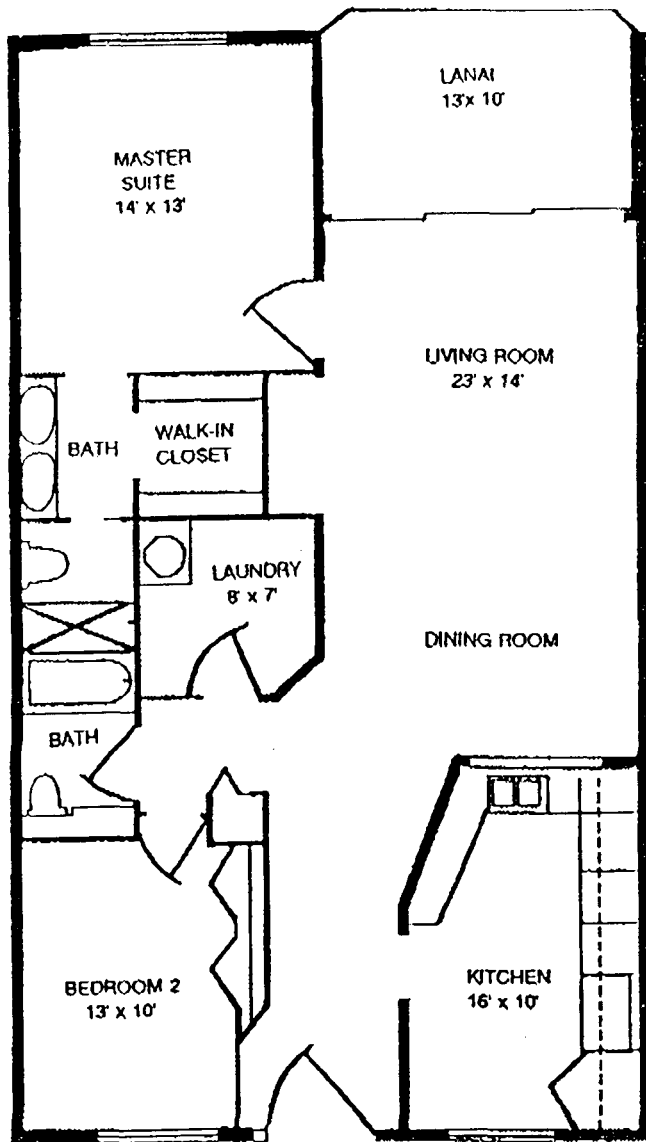 LANAI
13' x 10'
MASTER
SUITE
14' x 13'
LIVING ROOM
23' x 14'
BATH
WALK-IN
CLOSET
LAUNDRY
8' x 7'
DINING ROOM
BATH
BEDROOM 2
13' x 10'
KITCHEN
16' x 10'